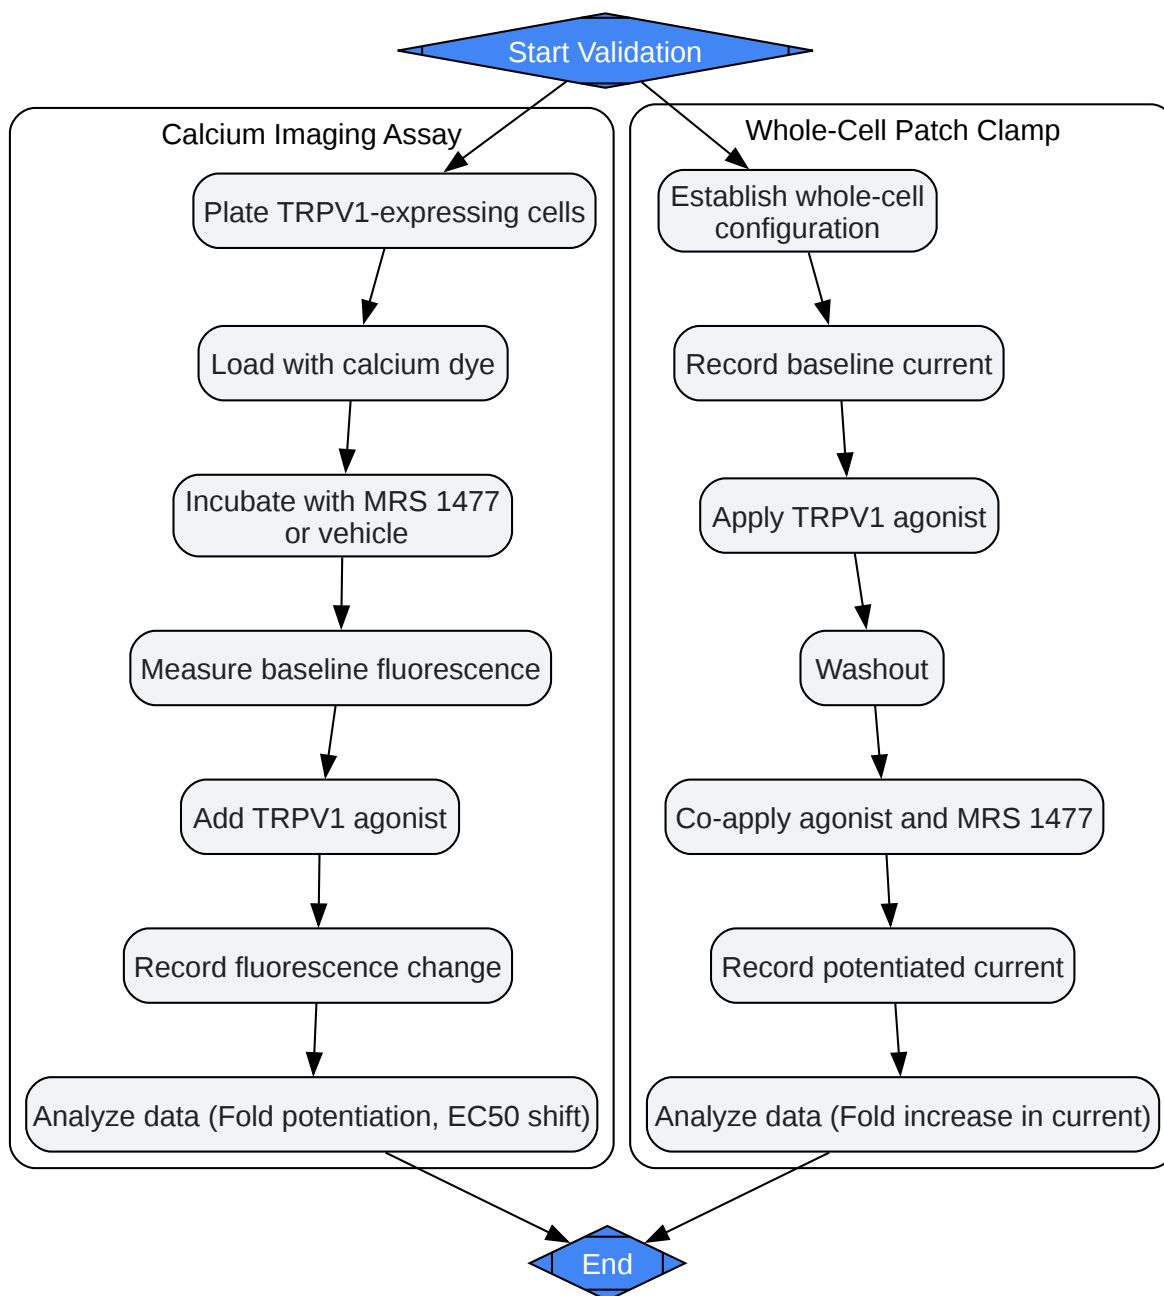 Start Validation
Calcium Imaging Assay
Plate TRPV1-expressing cells
Load with calcium dye
Incubate with MRS 1477
or vehicle
Measure baseline fluorescence
Add TRPV1 agonist
Record fluorescence change
Analyze data (Fold potentiation, EC50 shift)
Whole-Cell Patch Clamp
Establish whole-cell
configuration
Record baseline current
Apply TRPV1 agonist
Washout
Co-apply agonist and MRS 1477
Record potentiated current
Analyze data (Fold increase in current)
End